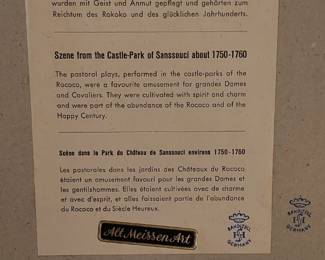 wurden mit Geist und Anmut gepflegt und gehörten zum
Reichtum des Rokoko und des glücklichen Jahrhunderts.
Szene from the Castle-Park of Sanssouci about 1750-1760
The pastoral plays, performed in the castle-parks of the
Rococo, were a favourite amusement for grandes Dames
and Cavaliers. They were cultivated with spirit and charm
and were part of the abundance of the Rococo and of the
Happy Century.
Scène dans le Park du Château de Sanssouci environs 1750-1760
Les pastorales dans les jardins des Châteaux du Rococo
étaient un amusement favouri pour les grandes Dames et
les gentilshommes. Elles étaient cultivées avec de charme
et avec d'esprit, et alles faisaient partie de l'abundance
du Rococo et du Siècle Heureux.
Alt Meissen Art
GERMANY
GERMANY